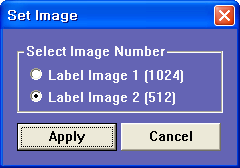 Set Image
Select Image Number
Label Image 1 (1024)
Label Image 2 (512)
Apply
Cancel